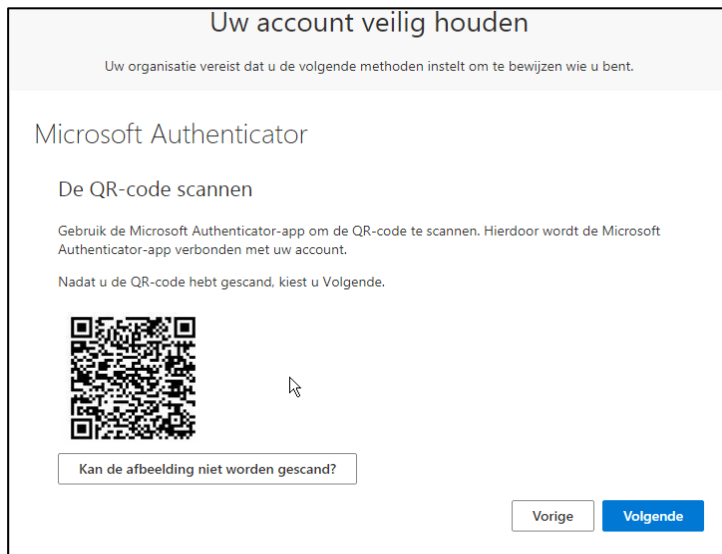 Uw account veilig houden
Uw organisatie vereist dat u de volgende methoden instelt om te bewijzen wie u bent.
Microsoft Authenticator
De QR-code scannen
Gebruik de Microsoft Authenticator-app om de QR-code te scannen. Hierdoor wordt de Microsoft
Authenticator-app verbonden met uw account.
Nadat u de QR-code hebt gescand, kiest u Volgende.
Kan de afbeelding niet worden gescand?
Vorige
Volgende